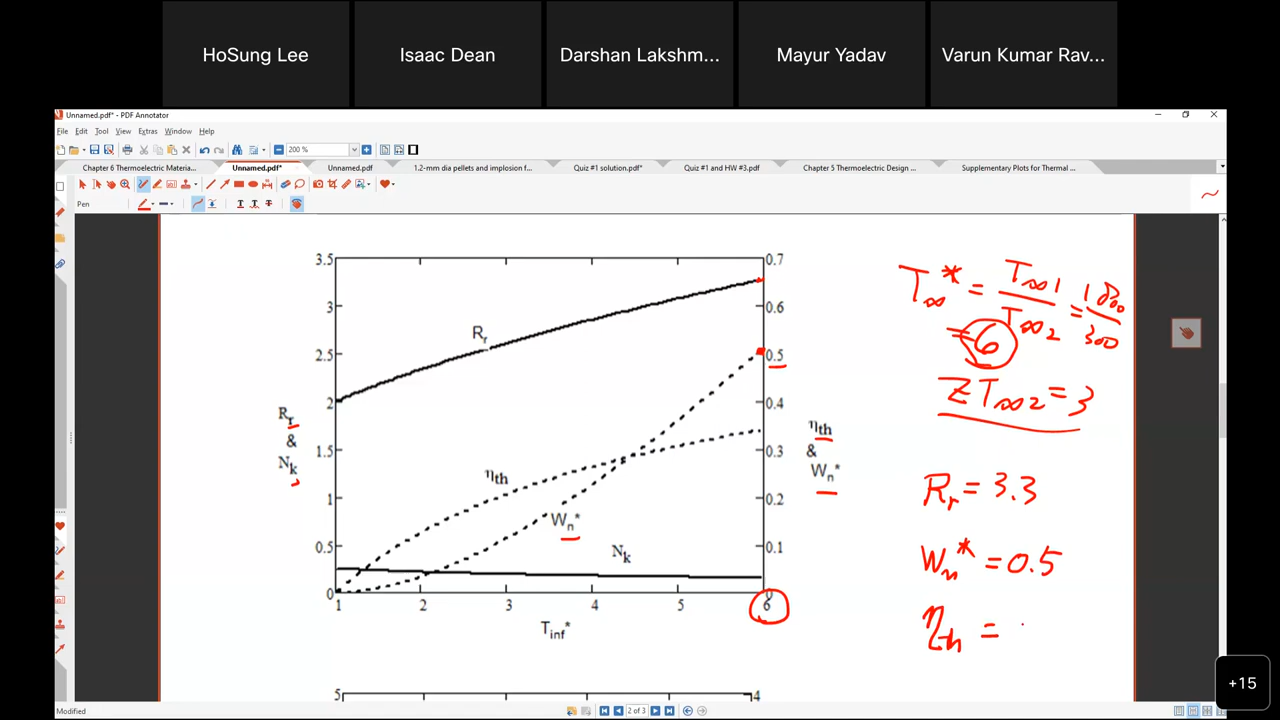 HoSung Lee
Isaac Dean
Darshan Lakshm...
Mayur Yadav
Varun Kumar Rav...
Unnamed.pdf* - PDF Annotator
File Edit Tool View Extras Window Help
200 %
Chapter 6 Thermoelectric Materia...
Unnamed.pdf*
Unnamed.pdf
1.2-mm dia pellets and implosion f...
Quiz #1 solution.pdf*
Quiz #1 and HW #3.pdf
Chapter 5 Thermoelectric Design ...
Supplementary Plots for Thermal ...
Pen
3.5
3
2.5
2
1.5
1
0.5
0
0.7
0.6
0.5
0.4
0.3
0.2
0.1
0
1 2 3 4 5 6
Tinf*
Rr
&
Nk
ηth
&
Wn*
Rr
ηth
Wn*
Nk
T∞* = T∞1 / T∞2 = 1800 / 300
= 6
ZT∞2 = 3
Rr = 3.3
Wn* = 0.5
ηth =
5
4
Modified
2 of 3
+15